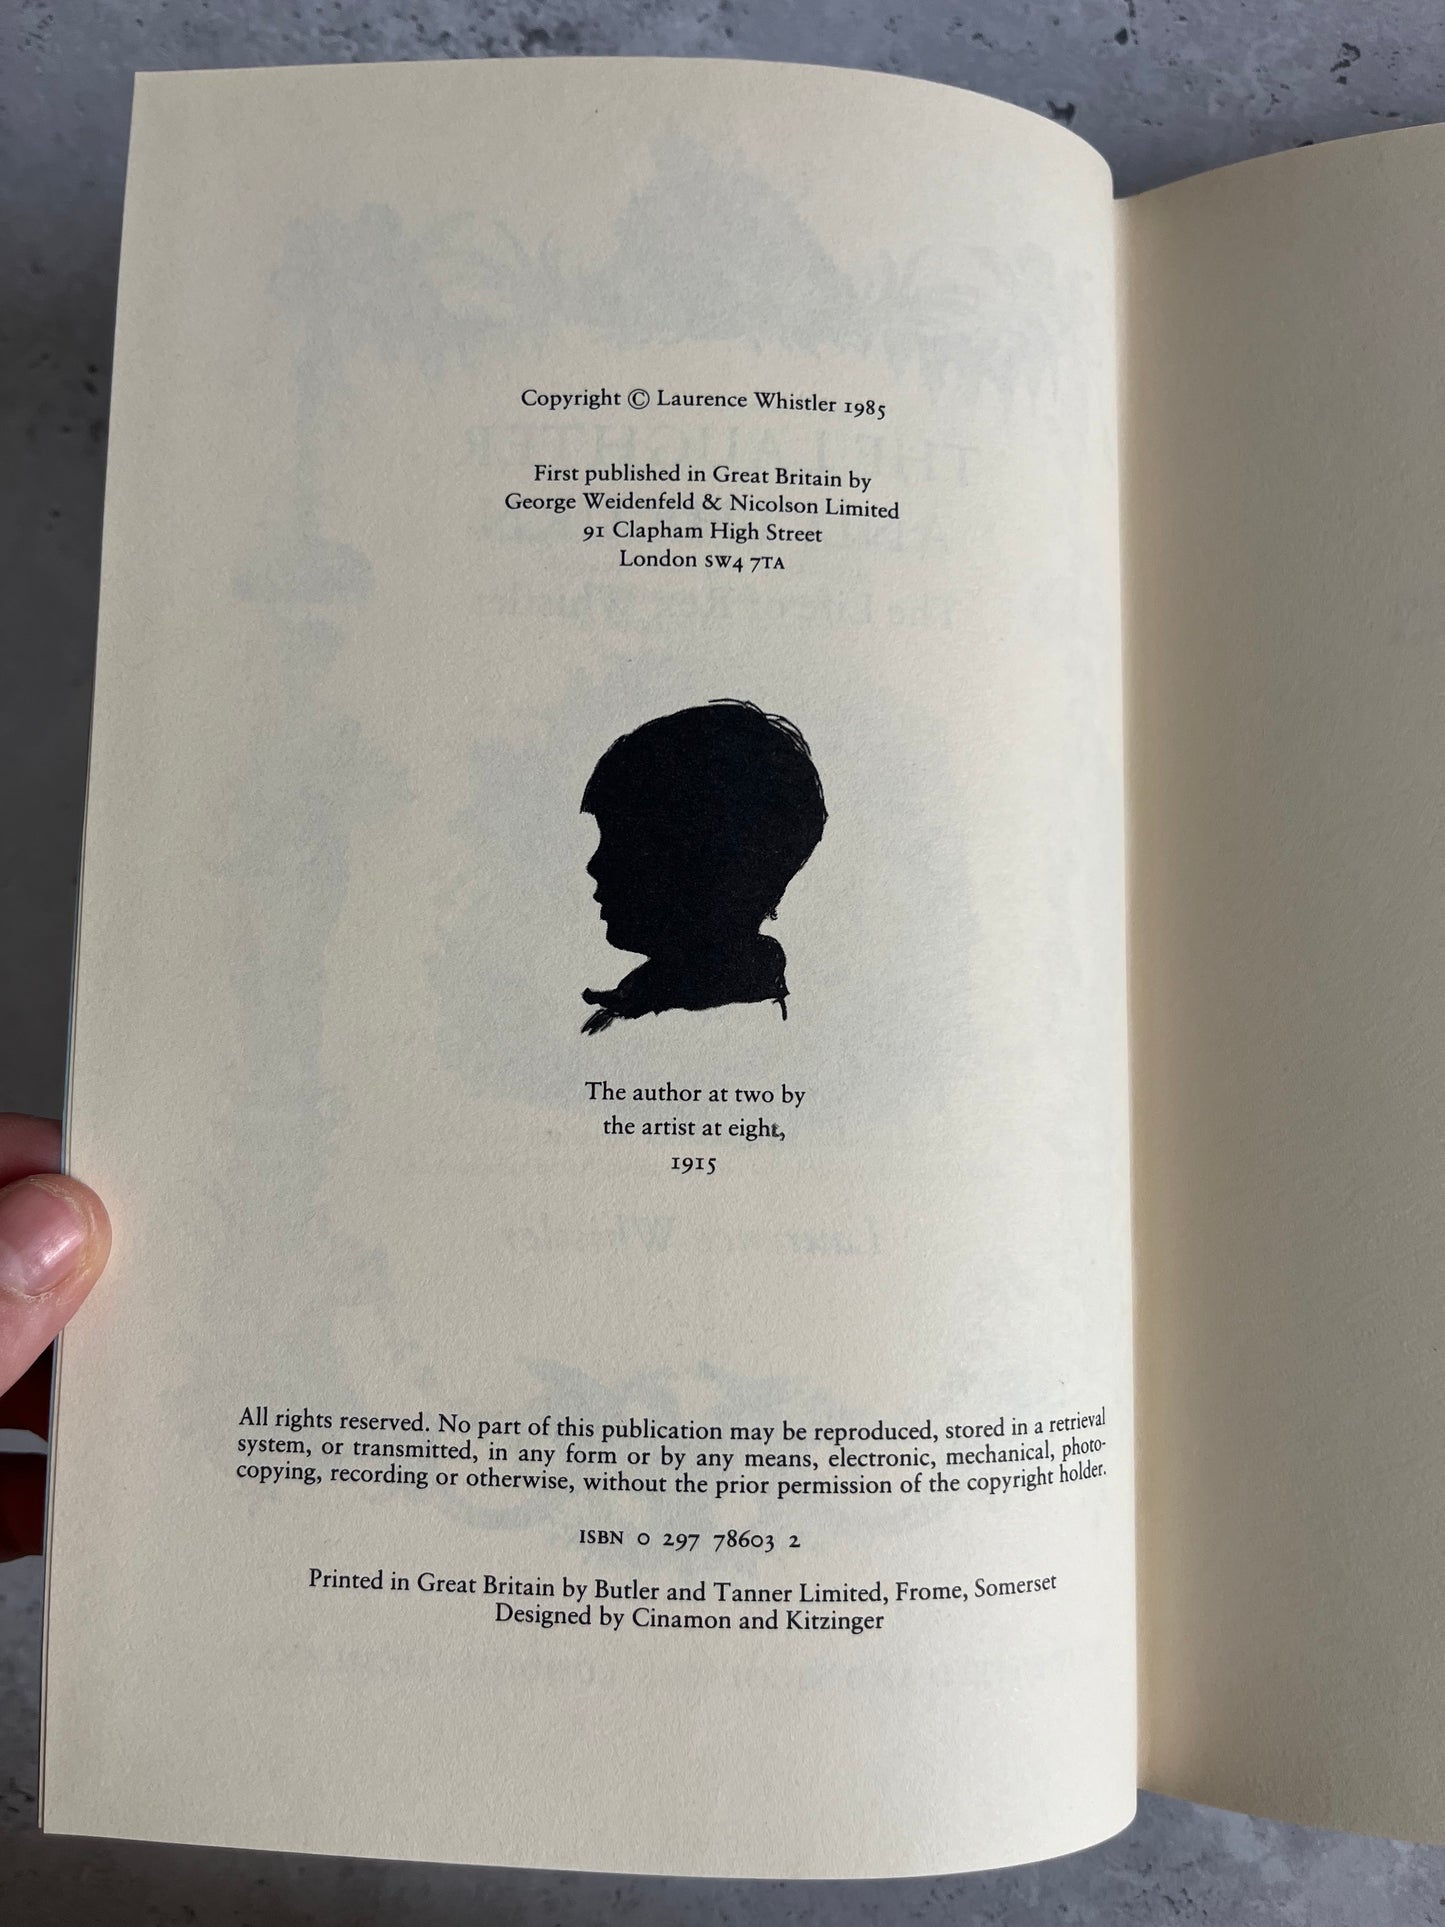 Copyright © Laurence Whistler 1985
First published in Great Britain by
George Weidenfeld & Nicolson Limited
91 Clapham High Street
London SW4 7TA
The author at two by
the artist at eight,
1915
All rights reserved. No part of this publication may be reproduced, stored in a retrieval
system, or transmitted, in any form or by any means, electronic, mechanical, photo-
copying, recording or otherwise, without the prior permission of the copyright holder.
ISBN 0 297 78603 2
Printed in Great Britain by Butler and Tanner Limited, Frome, Somerset
Designed by Cinamon and Kitzinger